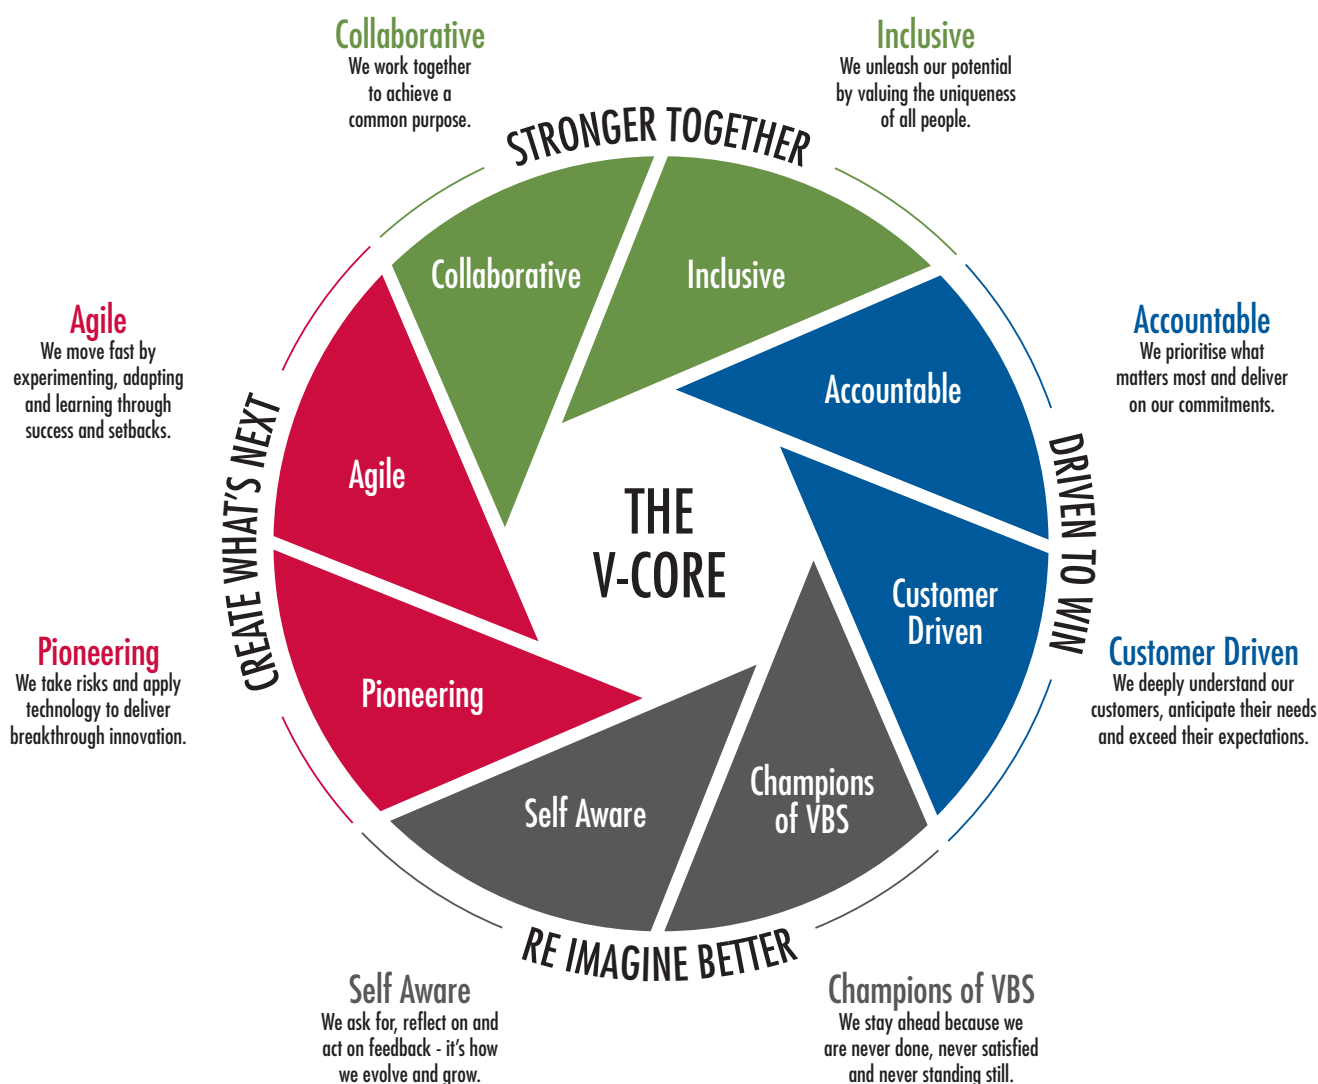 Collaborative
We work together
to achieve a
common purpose.
Inclusive
We unleash our potential
by valuing the uniqueness
of all people.
STRONGER TOGETHER
Collaborative
Inclusive
Agile
We move fast by
experimenting, adapting
and learning through
success and setbacks.
Accountable
We prioritise what
matters most and deliver
on our commitments.
Accountable
Agile
CREATE WHAT'S NEXT
THE
V-CORE
DRIVEN TO WIN
Customer
Driven
Pioneering
We take risks and apply
technology to deliver
breakthrough innovation.
Pioneering
Customer Driven
We deeply understand our
customers, anticipate their needs
and exceed their expectations.
Self Aware
Champions
of VBS
RE IMAGINE BETTER
Self Aware
We ask for, reflect on and
act on feedback - it's how
we evolve and grow.
Champions of VBS
We stay ahead because we
are never done, never satisfied
and never standing still.